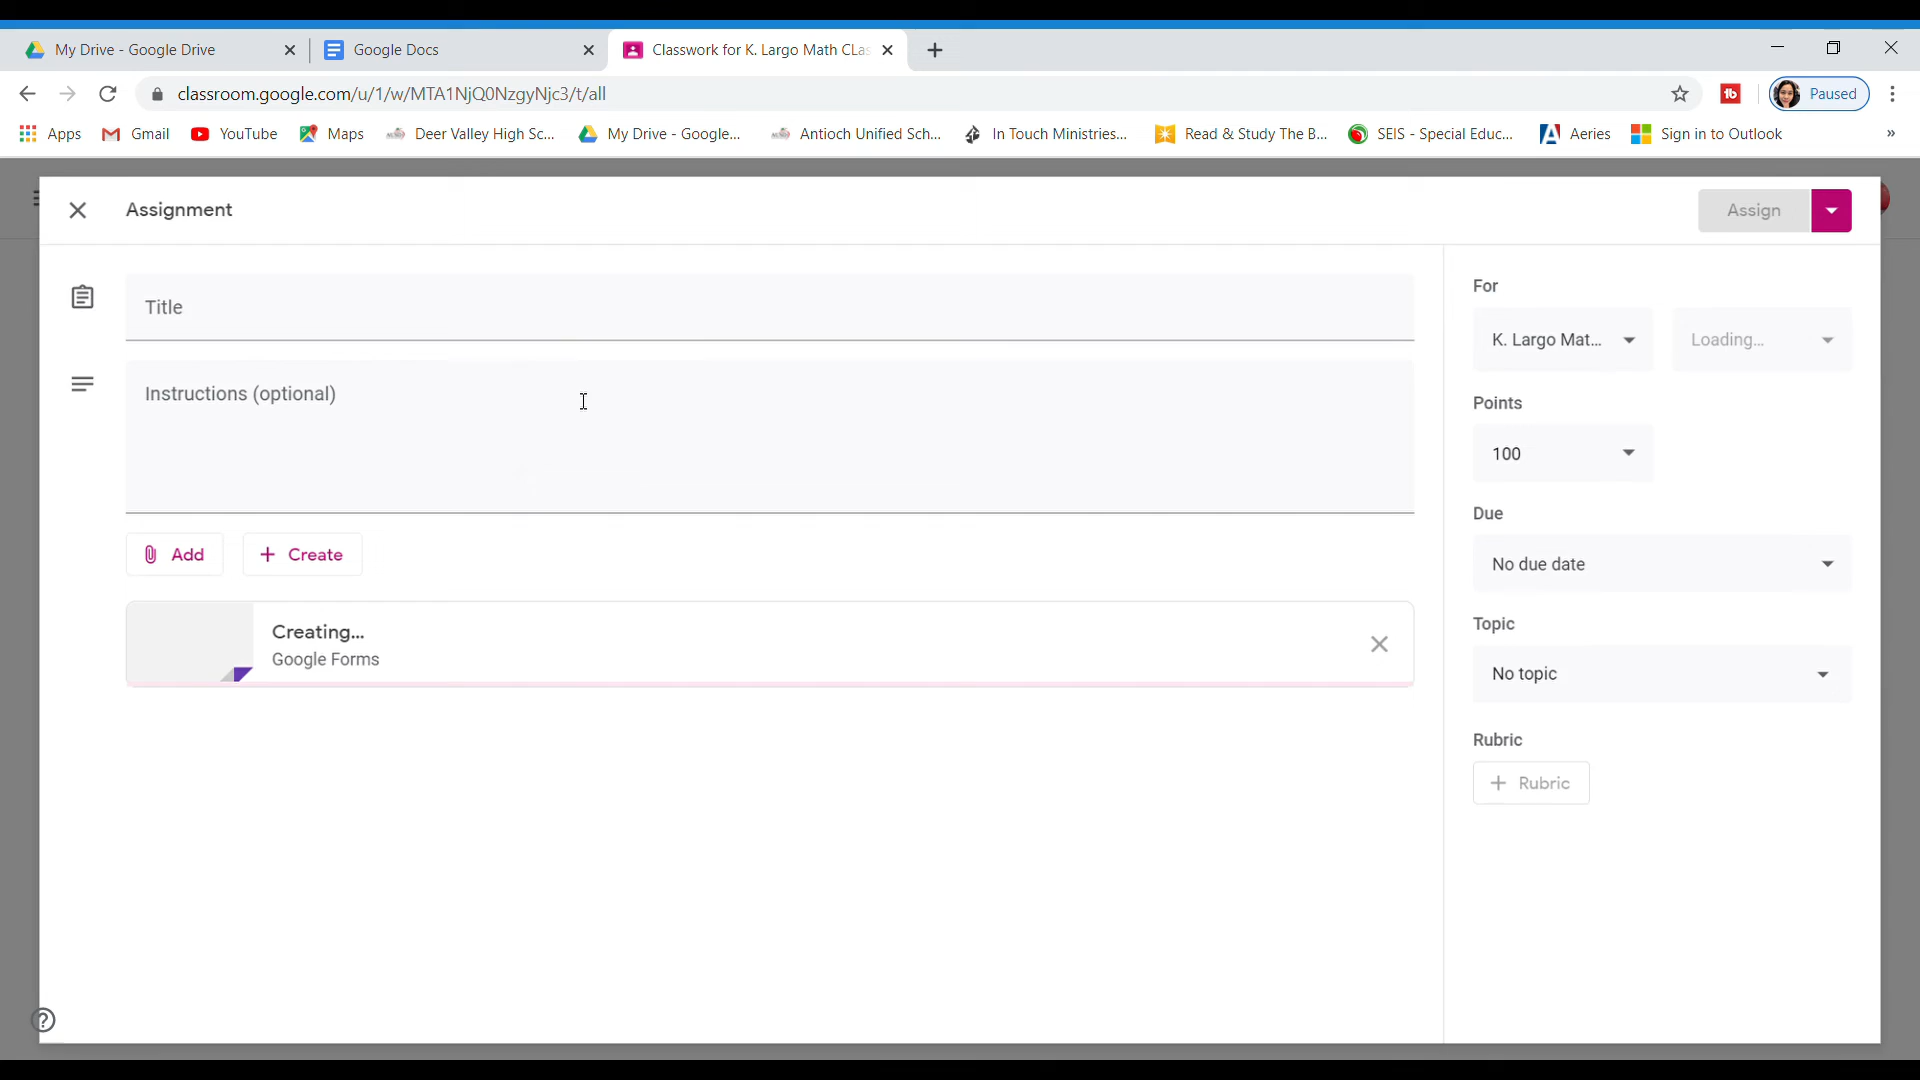 My Drive - Google Drive
Google Docs
Classwork for K. Largo Math CLas
classroom.google.com/u/1/w/MTA1NjQ0NzgyNjc3/t/all
tb
Paused
Apps
Gmail
YouTube
Maps
Deer Valley High Sc...
My Drive - Google...
Antioch Unified Sch...
In Touch Ministries...
Read & Study The B...
SEIS - Special Educ...
Aeries
Sign in to Outlook
»
Assignment
Assign
Title
Instructions (optional)
Add
Create
Creating...
Google Forms
For
K. Largo Mat...
Loading...
Points
100
Due
No due date
Topic
No topic
Rubric
Rubric